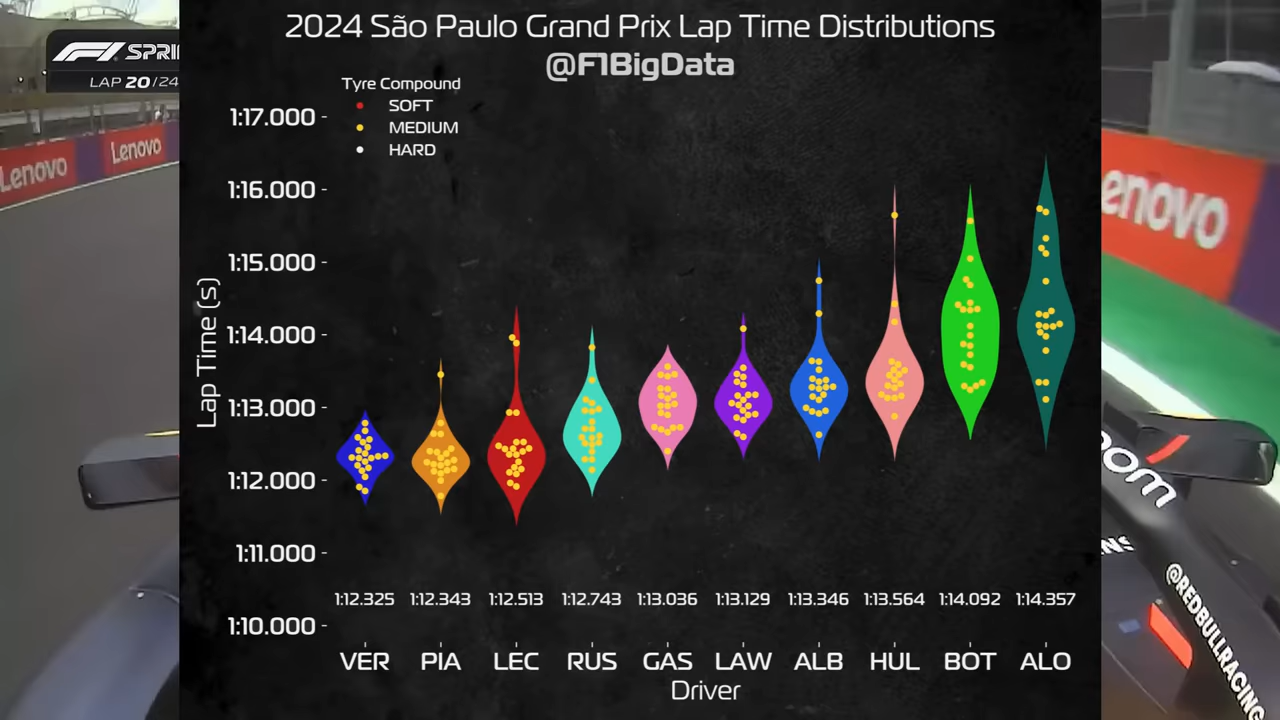 2024 São Paulo Grand Prix Lap Time Distributions
@F1BigData
F1 SPRI
LAP 20/24
Tyre Compound
SOFT
MEDIUM
HARD
1:17.000
1:16.000
1:15.000
1:14.000
1:13.000
1:12.000
1:11.000
1:10.000
Lap Time (s)
1:12.325 1:12.343 1:12.513 1:12.743 1:13.036 1:13.129 1:13.346 1:13.564 1:14.092 1:14.357
VER PIA LEC RUS GAS LAW ALB HUL BOT ALO
Driver
Lenovo
Lenovo
enovo
@REDBULLRACING